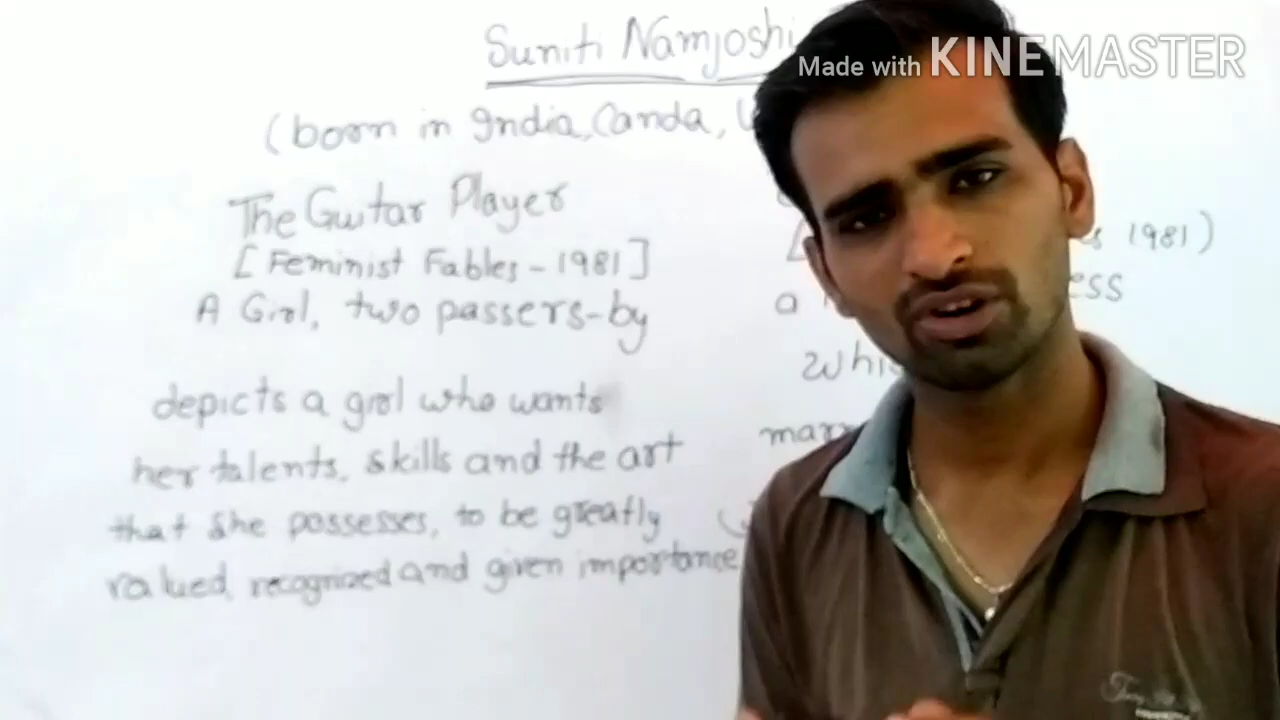 Suniti Namjoshi
Made with KINEMASTER
(born in India, Canda,
The Guitar Player
[Feminist Fables - 1981]
1981)
A Girl, two passers-by
a
depicts a girl who wants
her talents, skills and the art
that she possesses, to be greatly
valued, recognized and given importance